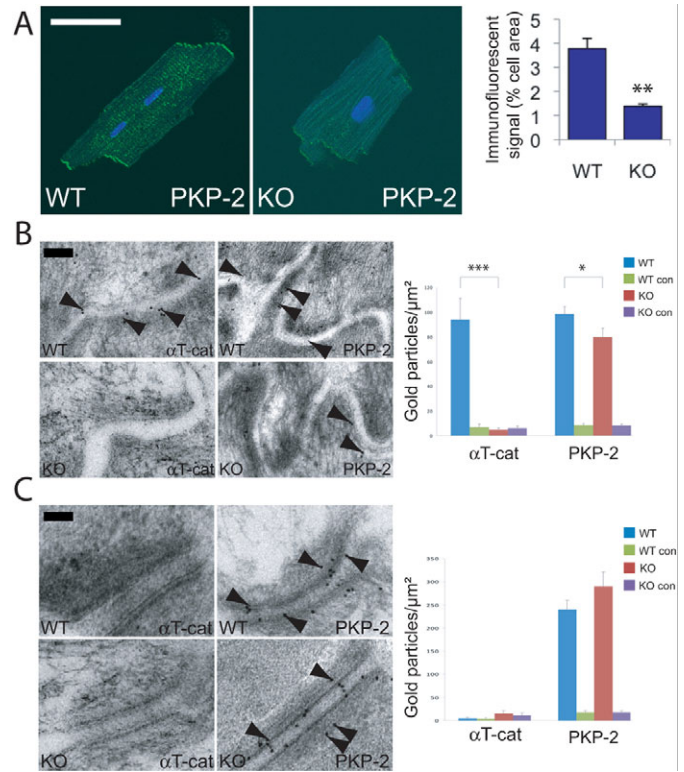 A
WT PKP-2
KO PKP-2
Immunofluorescent
signal (% cell area)
5
4
3
2
1
0
**
WT KO
B
WT αT-cat
WT PKP-2
KO αT-cat
KO PKP-2
Gold particles/µm²
120
100
80
60
40
20
0
***
*
WT
WT con
KO
KO con
αT-cat PKP-2
C
WT αT-cat
WT PKP-2
KO αT-cat
KO PKP-2
Gold particles/µm²
350
300
250
200
150
100
50
0
WT
WT con
KO
KO con
αT-cat PKP-2